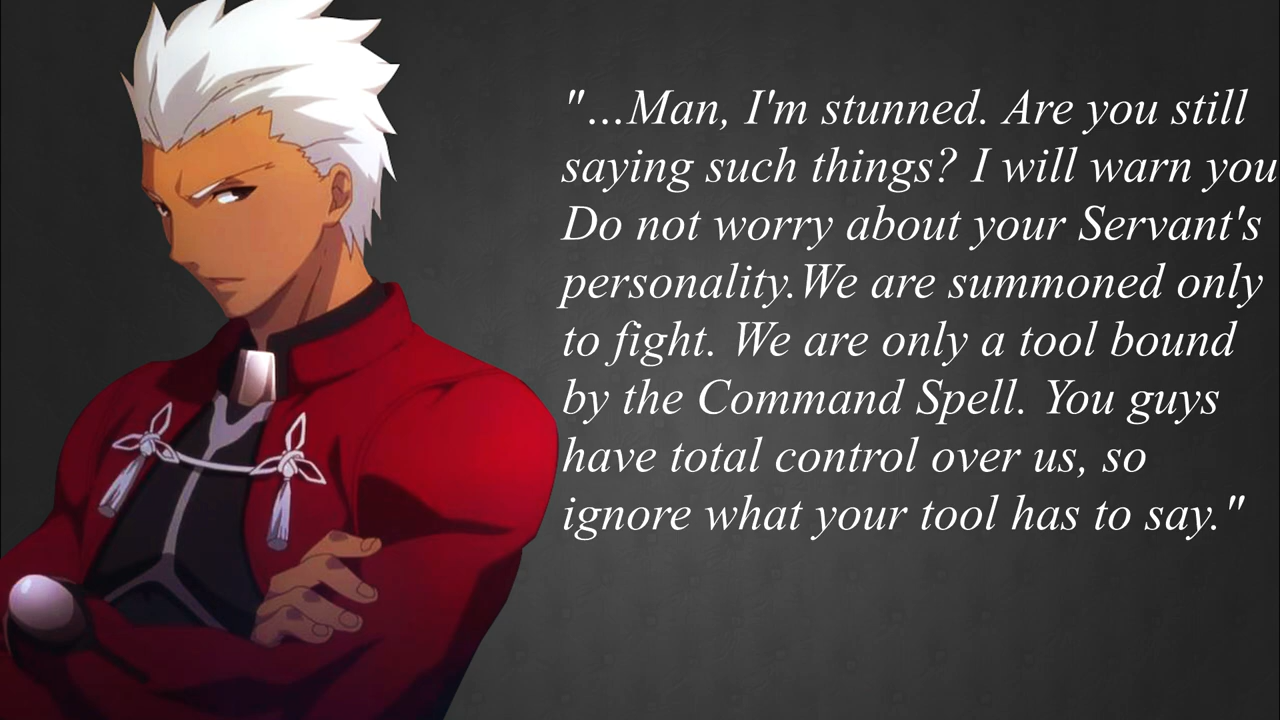 "...Man, I'm stunned. Are you still
saying such things? I will warn you
Do not worry about your Servant's
personality.We are summoned only
to fight. We are only a tool bound
by the Command Spell. You guys
have total control over us, so
ignore what your tool has to say."